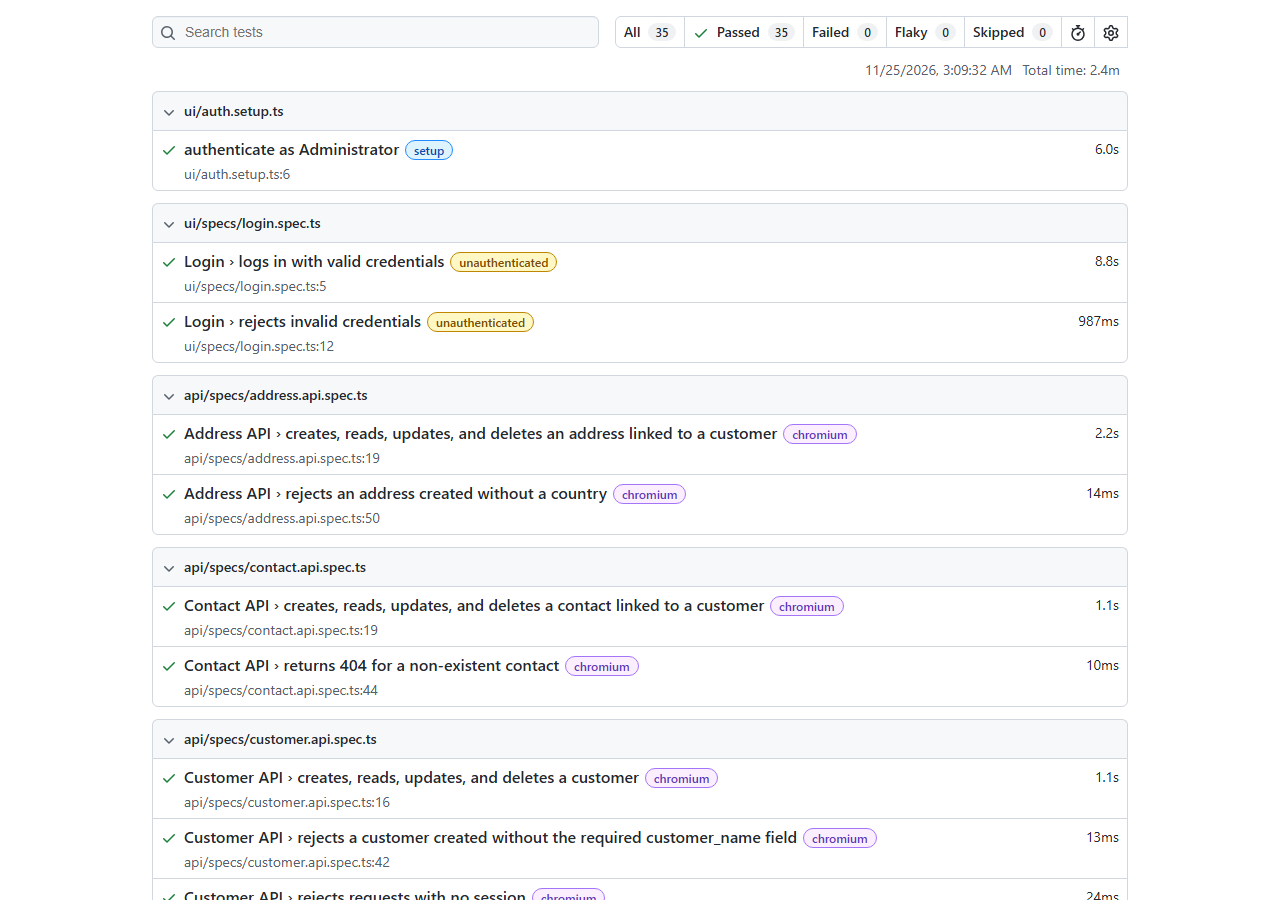 Search tests
All 35
Passed 35
Failed 0
Flaky 0
Skipped 0
11/25/2026, 3:09:32 AM Total time: 2.4m
ui/auth.setup.ts
authenticate as Administrator setup 6.0s
ui/auth.setup.ts:6
ui/specs/login.spec.ts
Login › logs in with valid credentials unauthenticated 8.8s
ui/specs/login.spec.ts:5
Login › rejects invalid credentials unauthenticated 987ms
ui/specs/login.spec.ts:12
api/specs/address.api.spec.ts
Address API › creates, reads, updates, and deletes an address linked to a customer chromium 2.2s
api/specs/address.api.spec.ts:19
Address API › rejects an address created without a country chromium 14ms
api/specs/address.api.spec.ts:50
api/specs/contact.api.spec.ts
Contact API › creates, reads, updates, and deletes a contact linked to a customer chromium 1.1s
api/specs/contact.api.spec.ts:19
Contact API › returns 404 for a non-existent contact chromium 10ms
api/specs/contact.api.spec.ts:44
api/specs/customer.api.spec.ts
Customer API › creates, reads, updates, and deletes a customer chromium 1.1s
api/specs/customer.api.spec.ts:16
Customer API › rejects a customer created without the required customer_name field chromium 13ms
api/specs/customer.api.spec.ts:42
Customer API › rejects requests with no session chromium 24ms